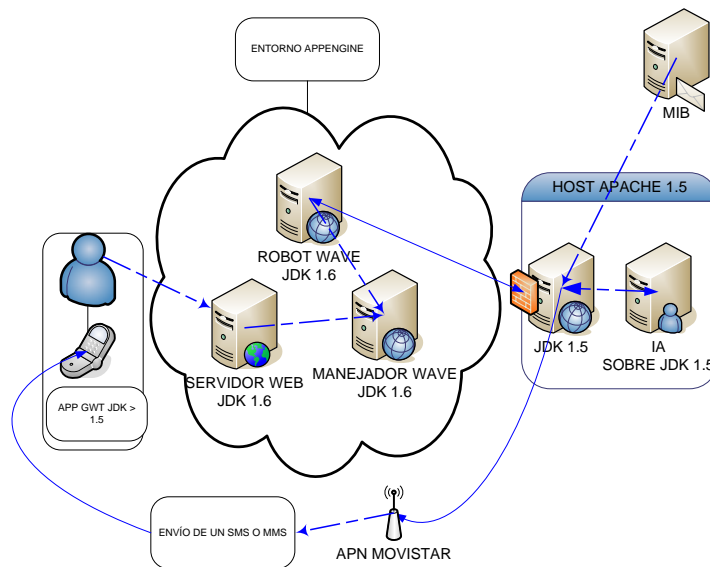 ENTORNO APPENGINE
MIB
HOST APACHE 1.5
ROBOT WAVE
JDK 1.6
JDK 1.5
IA
SOBRE JDK 1.5
SERVIDOR WEB
JDK 1.6
MANEJADOR WAVE
JDK 1.6
APP GWT JDK >
1.5
ENVÍO DE UN SMS O MMS
APN MOVISTAR